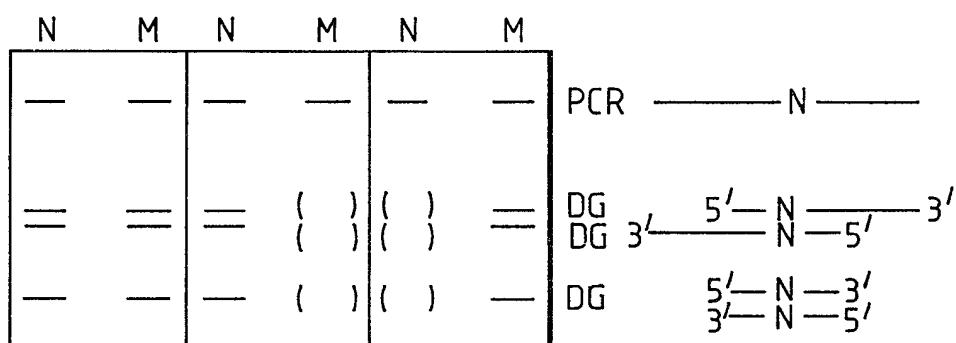 N M N M N M
PCR N
( ) ( ) DG 5′ N 3′
( ) ( ) DG 3′ N 5′
( ) ( ) DG 5′ N 3′
3′ N 5′